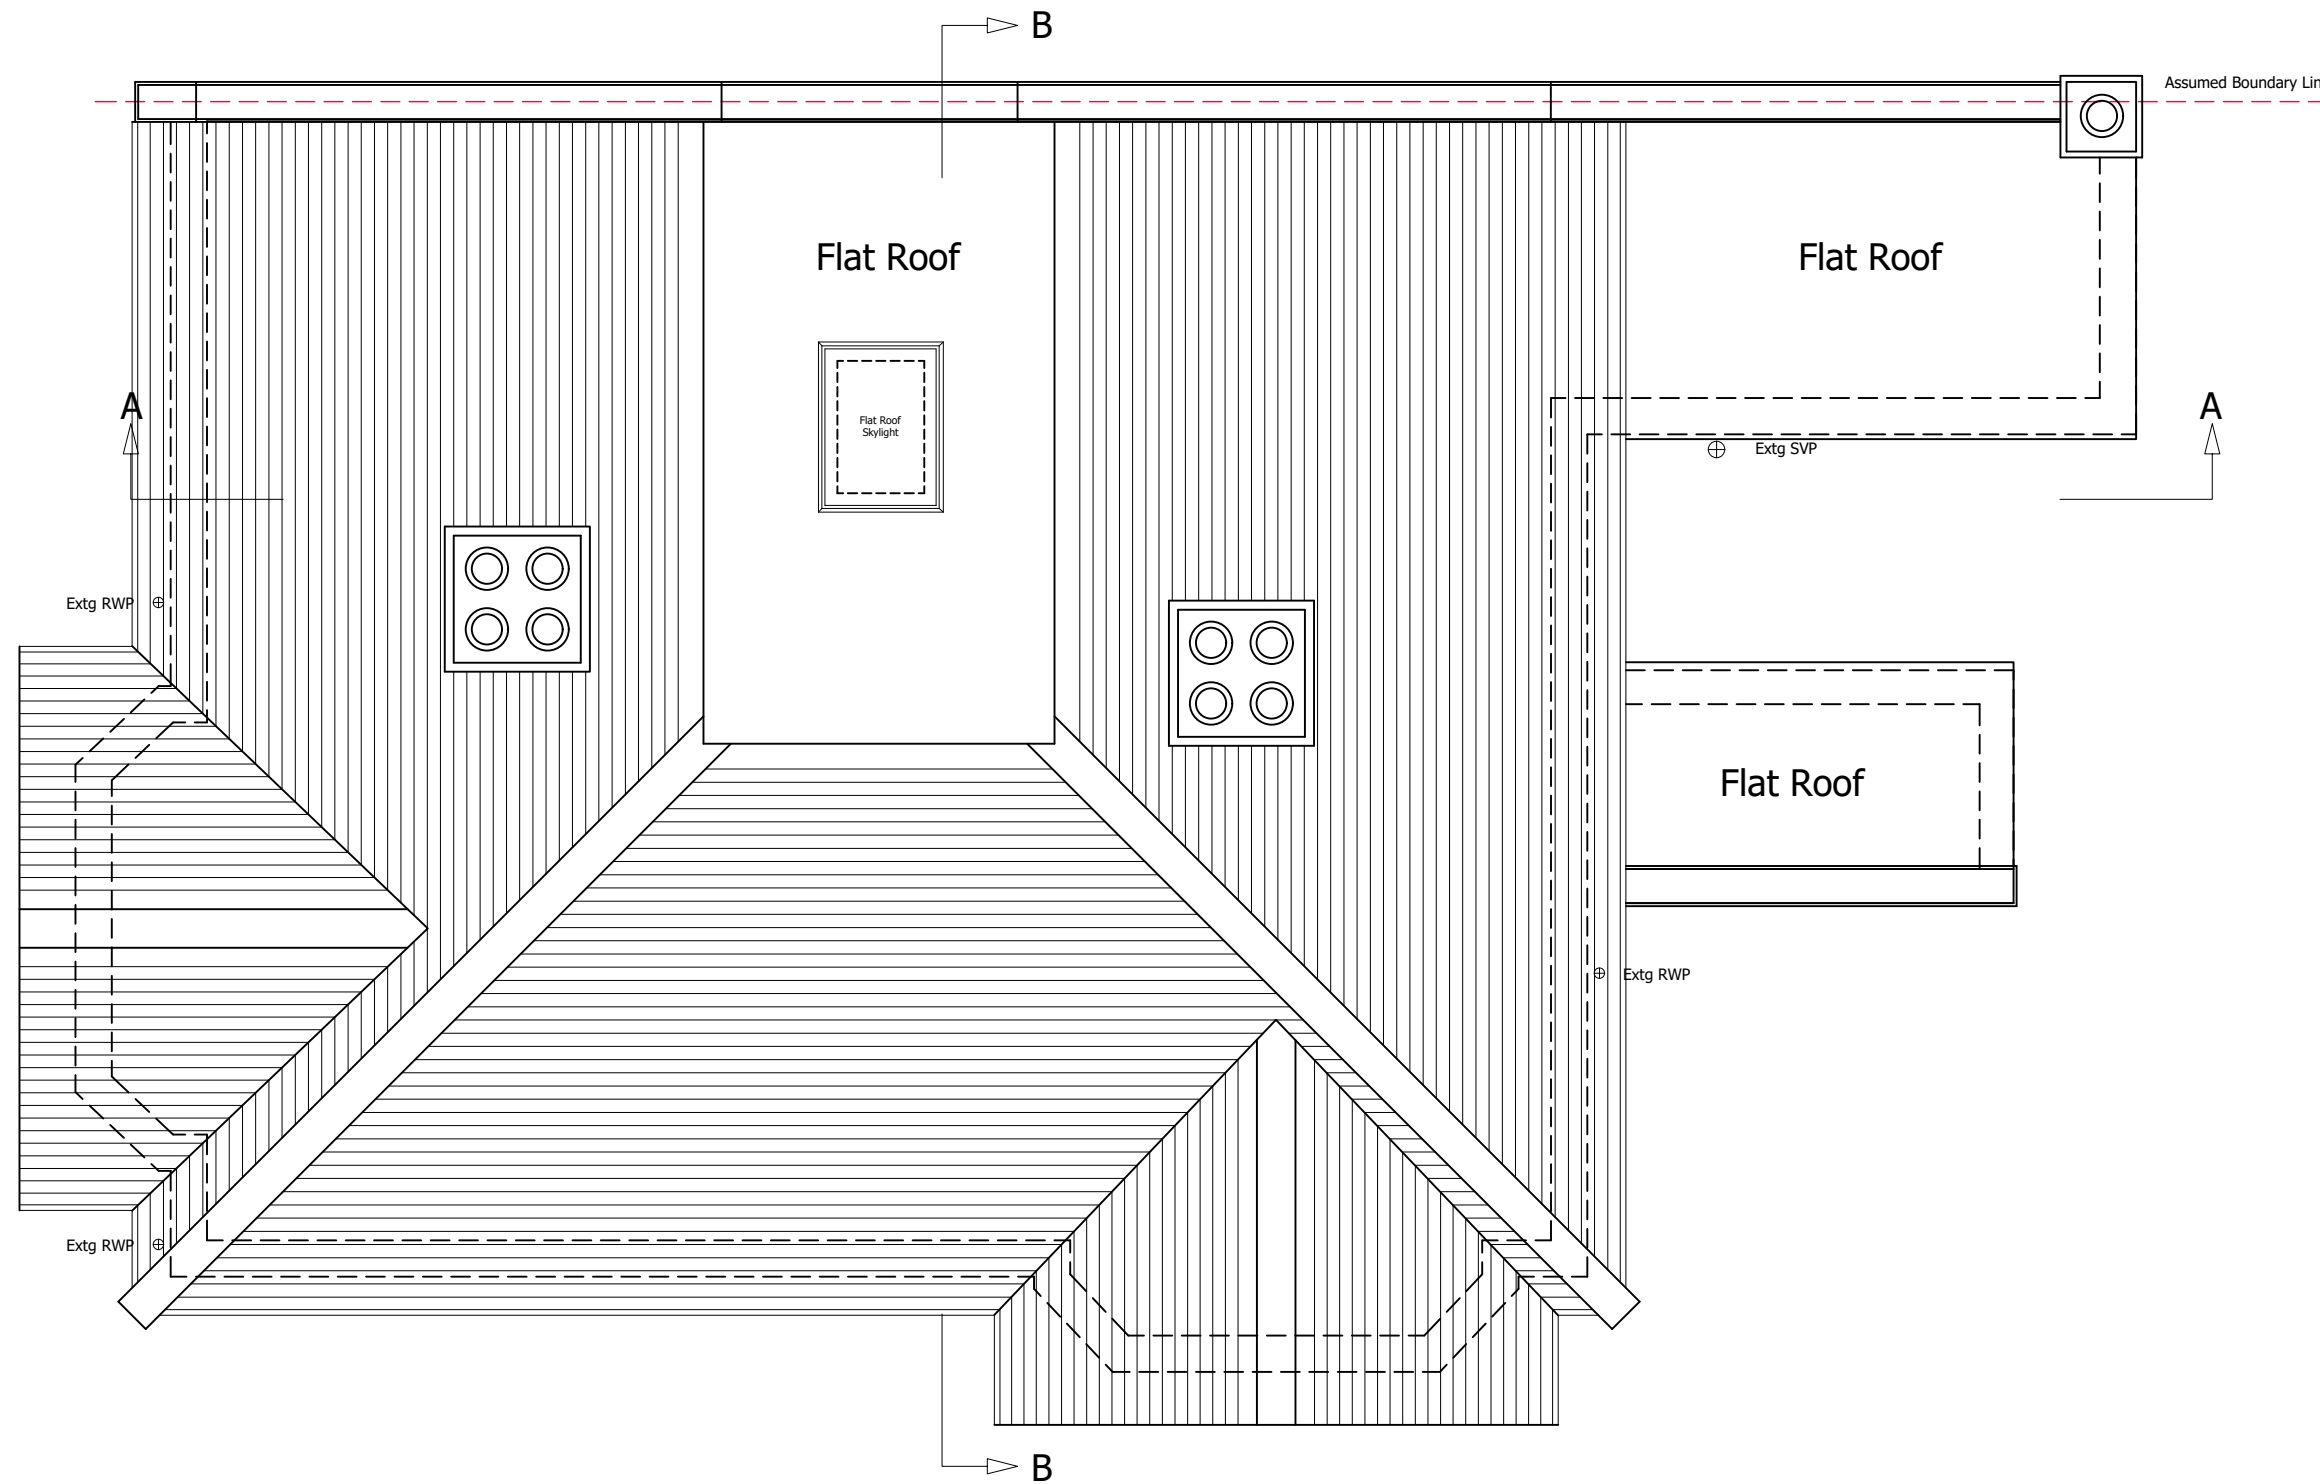 B
Assumed Boundary Lin
Flat Roof
Flat Roof
A
A
Flat Roof
Skylight
Extg SVP
Extg RWP
Flat Roof
Extg RWP
Extg RWP
B